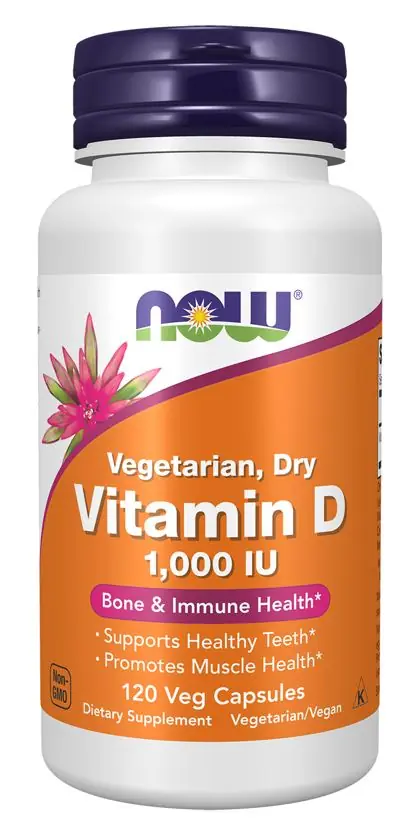 NOW®
Vegetarian, Dry
Vitamin D
1,000 IU
Bone & Immune Health*
• Supports Healthy Teeth*
• Promotes Muscle Health*
120 Veg Capsules
Non-
GMO
Dietary Supplement Vegetarian/Vegan
K